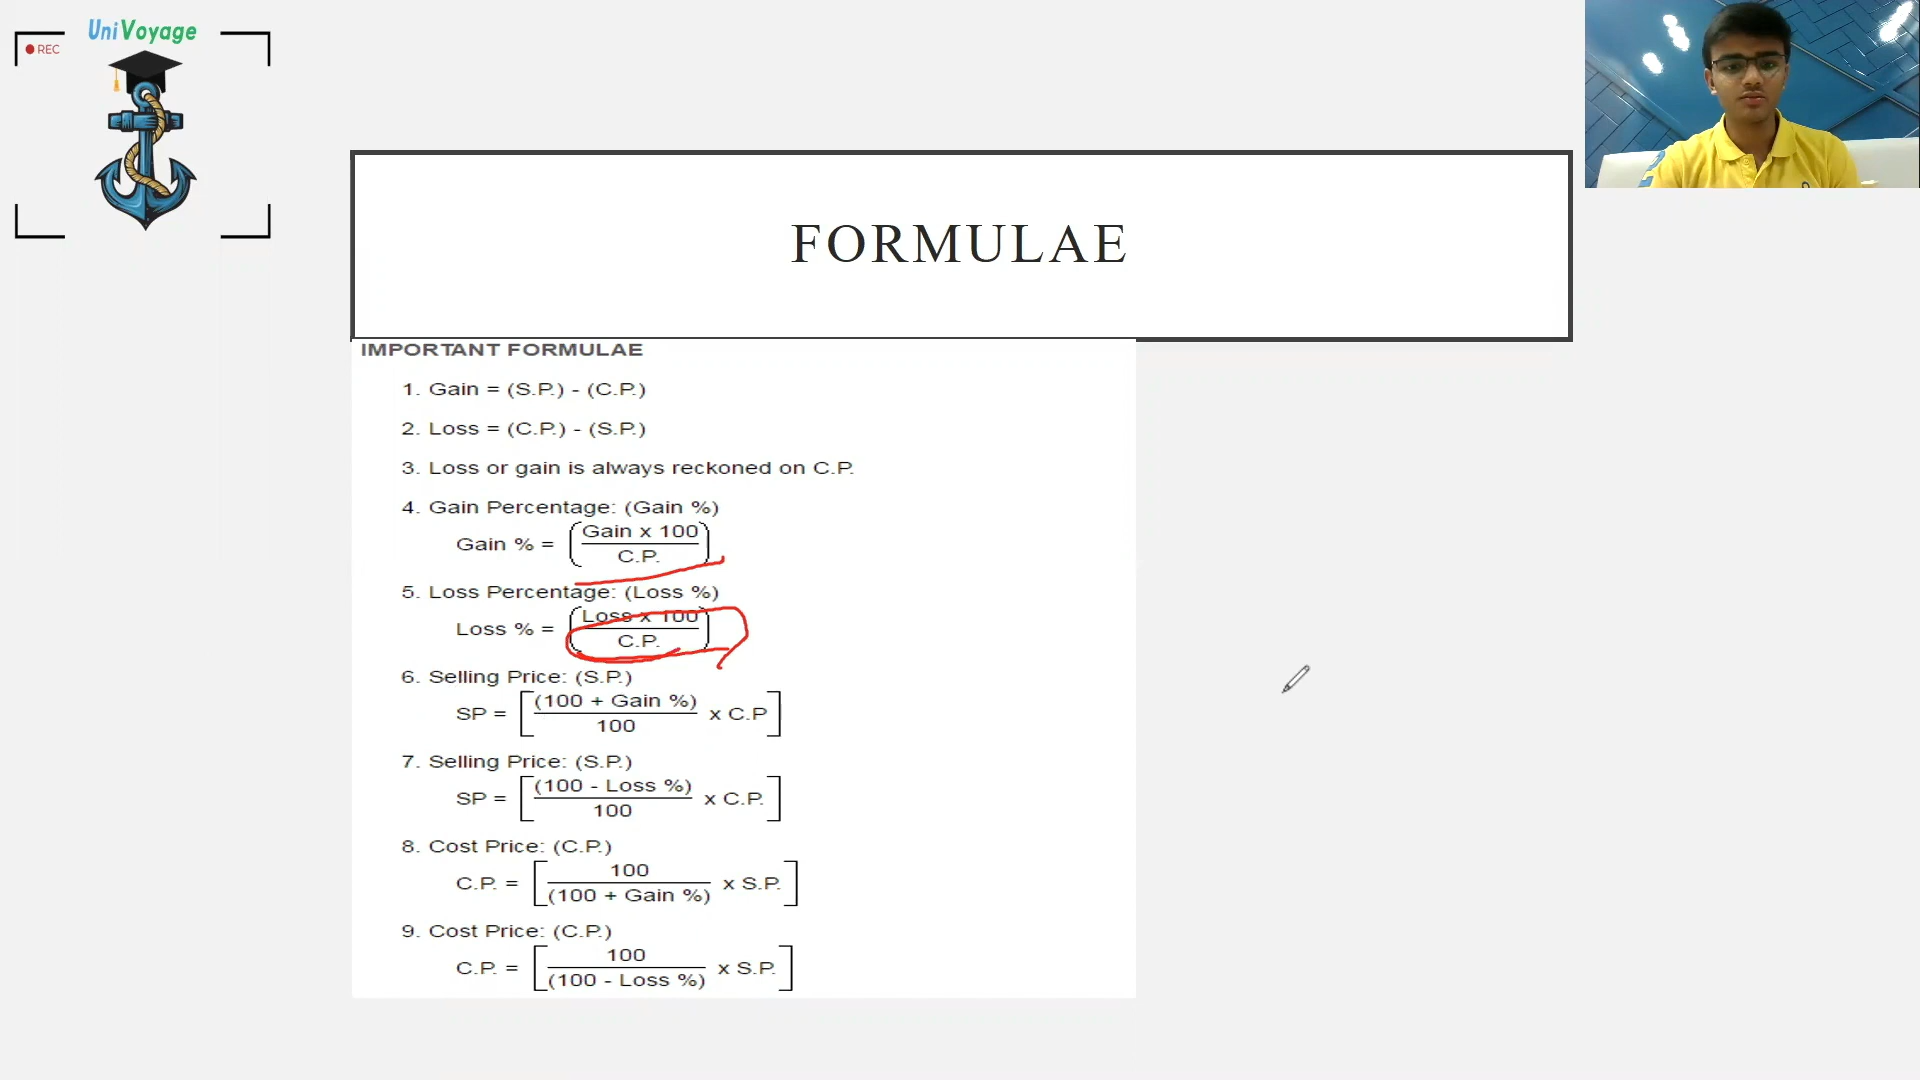 UniVoyage
REC
FORMULAE
IMPORTANT FORMULAE
1. Gain = (S.P.) - (C.P.)
2. Loss = (C.P.) - (S.P.)
3. Loss or gain is always reckoned on C.P.
4. Gain Percentage: (Gain %)
Gain % = (Gain x 100 / C.P.)
5. Loss Percentage: (Loss %)
Loss % = (Loss x 100 / C.P.)
6. Selling Price: (S.P.)
SP = [(100 + Gain %) / 100 x C.P]
7. Selling Price: (S.P.)
SP = [(100 - Loss %) / 100 x C.P.]
8. Cost Price: (C.P.)
C.P. = [100 / (100 + Gain %) x S.P.]
9. Cost Price: (C.P.)
C.P. = [100 / (100 - Loss %) x S.P.]